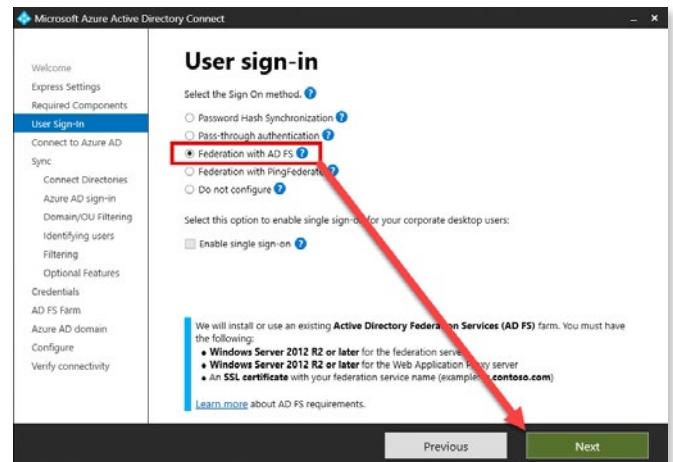 Microsoft Azure Active Directory Connect
Welcome
Express Settings
Required Components
User Sign-In
Connect to Azure AD
Sync
Connect Directories
Azure AD sign-in
Domain/OU Filtering
Identifying users
Filtering
Optional Features
Credentials
AD FS Farm
Azure AD domain
Configure
Verify connectivity
User sign-in
Select the Sign On method. ?
Password Hash Synchronization ?
Pass-through authentication ?
Federation with AD FS ?
Federation with PingFederate ?
Do not configure ?
Select this option to enable single sign-on for your corporate desktop users:
Enable single sign-on ?
We will install or use an existing Active Directory Federation Services (AD FS) farm. You must have
the following:
• Windows Server 2012 R2 or later for the federation server
• Windows Server 2012 R2 or later for the Web Application Proxy server
• An SSL certificate with your federation service name (example: contoso.com)
Learn more about AD FS requirements.
Previous
Next